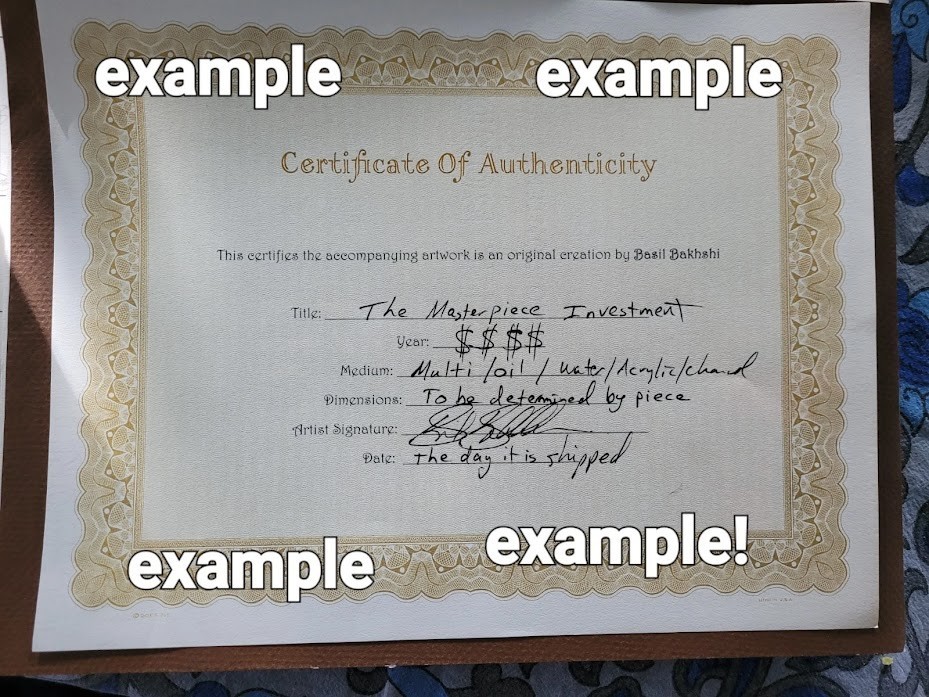 example example
Certificate Of Authenticity
This certifies the accompanying artwork is an original creation by Basil Bakhshi
Title: The Masterpiece Investment
Year: $$$$
Medium: Multi/oil/water/Acrylic/
Dimensions: To be determined by piece
Artist Signature:
Date: The day it is shipped
example example!